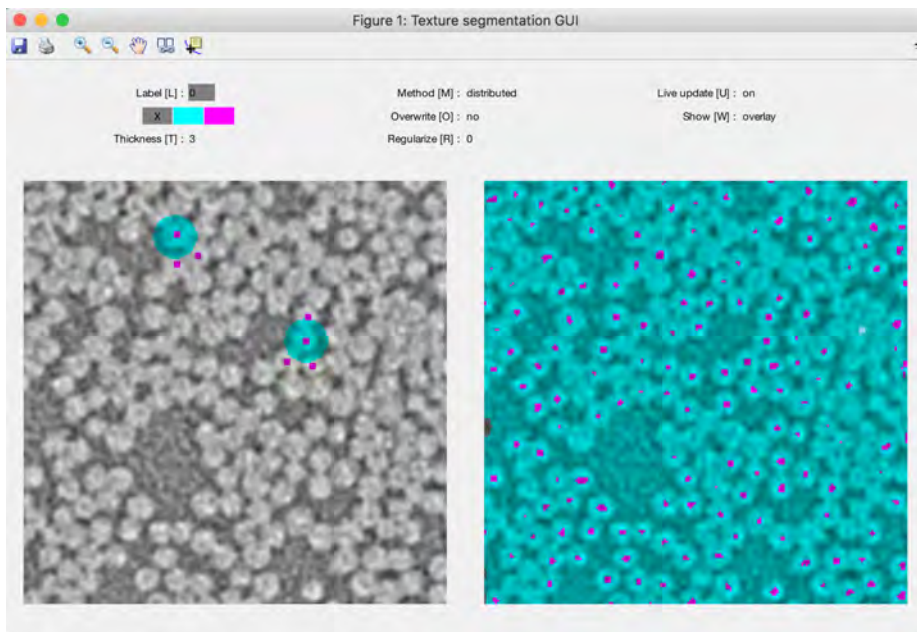 Figure 1: Texture segmentation GUI
Label [L] : 0 Method [M] : distributed Live update [U] : on
X Overwrite [O] : no Show [W] : overlay
Thickness [T] : 3 Regularize [R] : 0